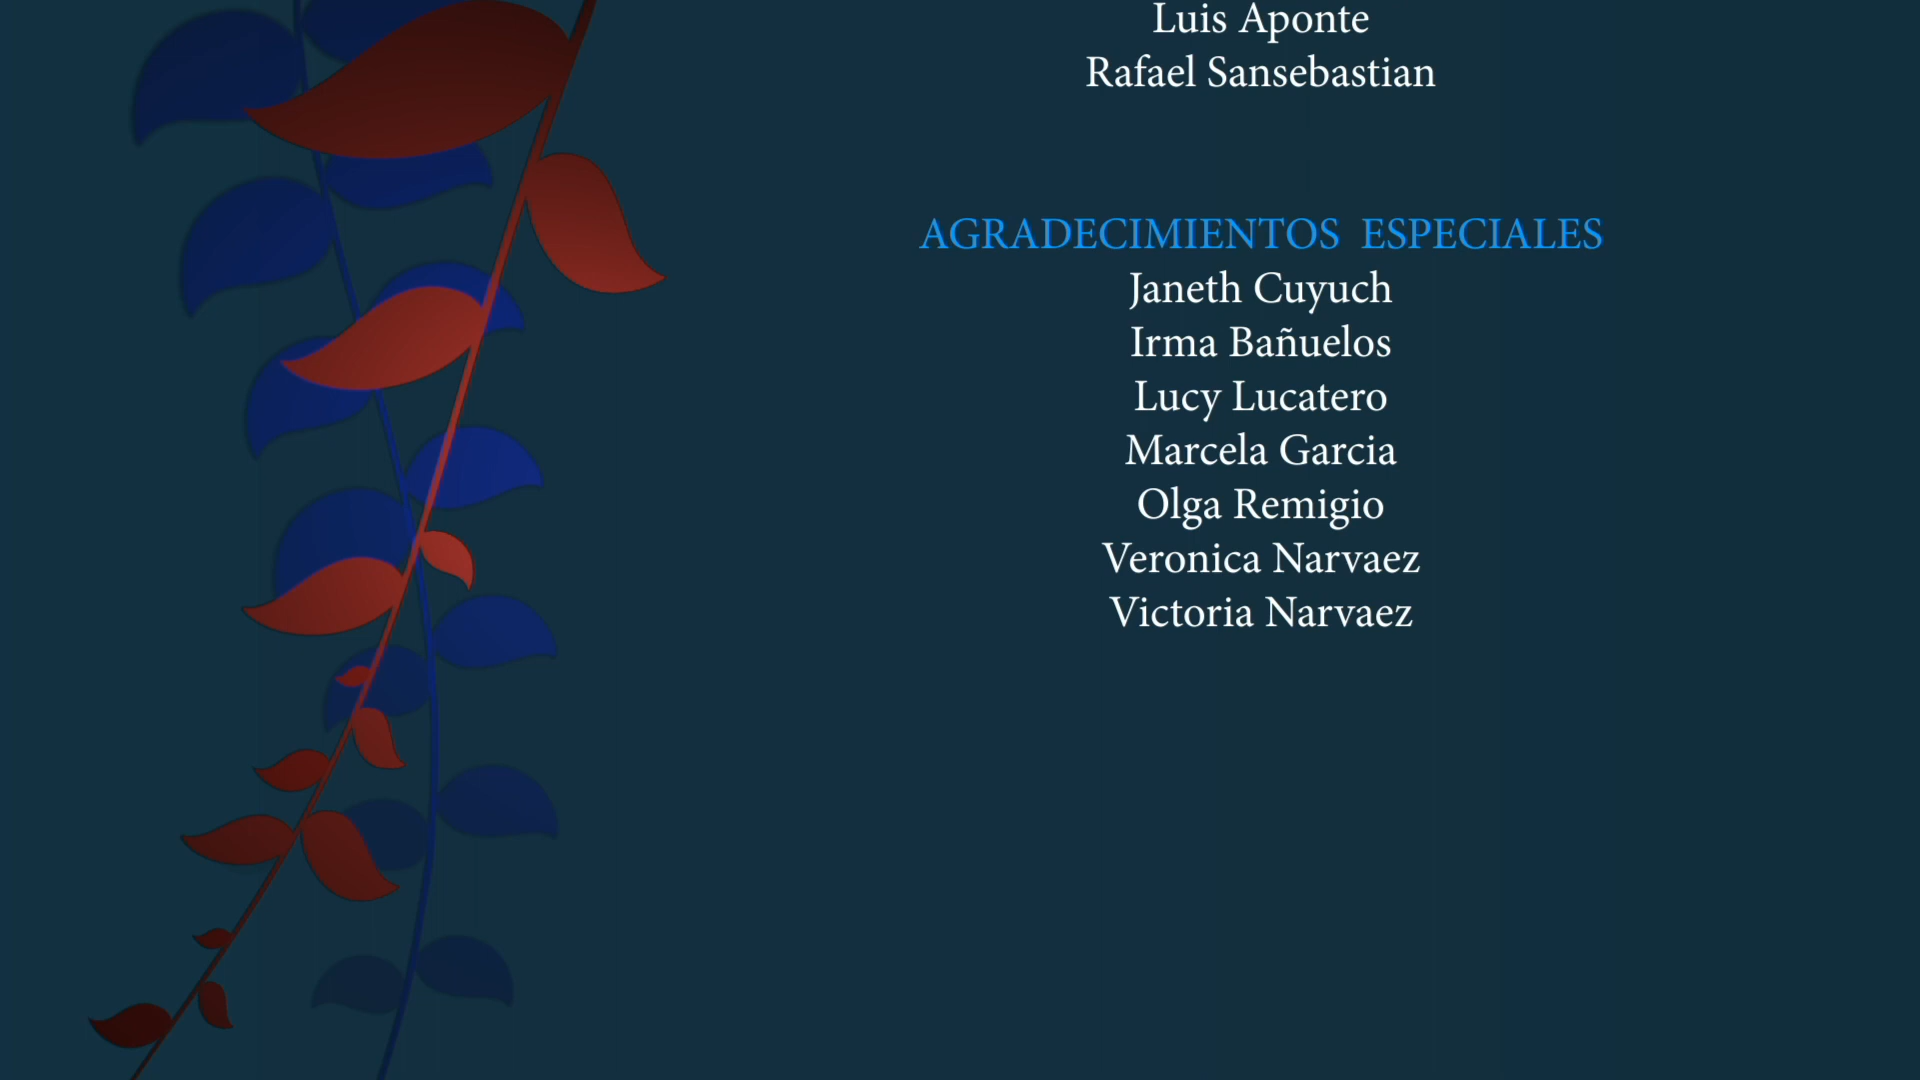 Luis Aponte
Rafael Sansebastian
AGRADECIMIENTOS ESPECIALES
Janeth Cuyuch
Irma Bañuelos
Lucy Lucatero
Marcela Garcia
Olga Remigio
Veronica Narvaez
Victoria Narvaez